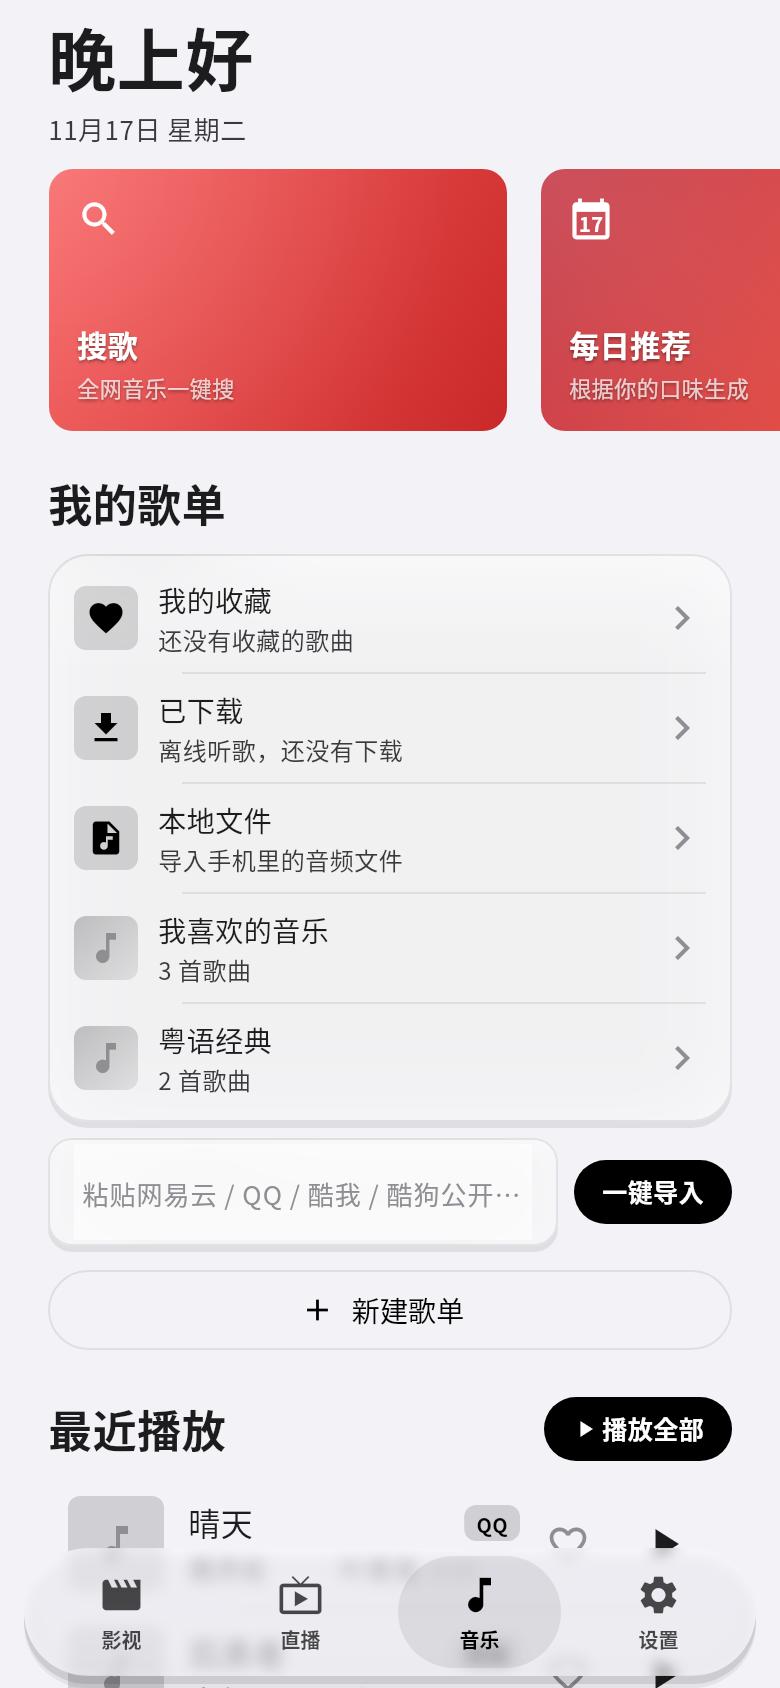 晚上好
11月17日 星期二
17
搜歌
全网音乐一键搜
每日推荐
根据你的口味生成
我的歌单
我的收藏
还没有收藏的歌曲
已下载
离线听歌，还没有下载
本地文件
导入手机里的音频文件
我喜欢的音乐
3 首歌曲
粤语经典
2 首歌曲
粘贴网易云 / QQ / 酷我 / 酷狗公开…
一键导入
新建歌单
最近播放
播放全部
晴天
QQ
影视
直播
音乐
设置